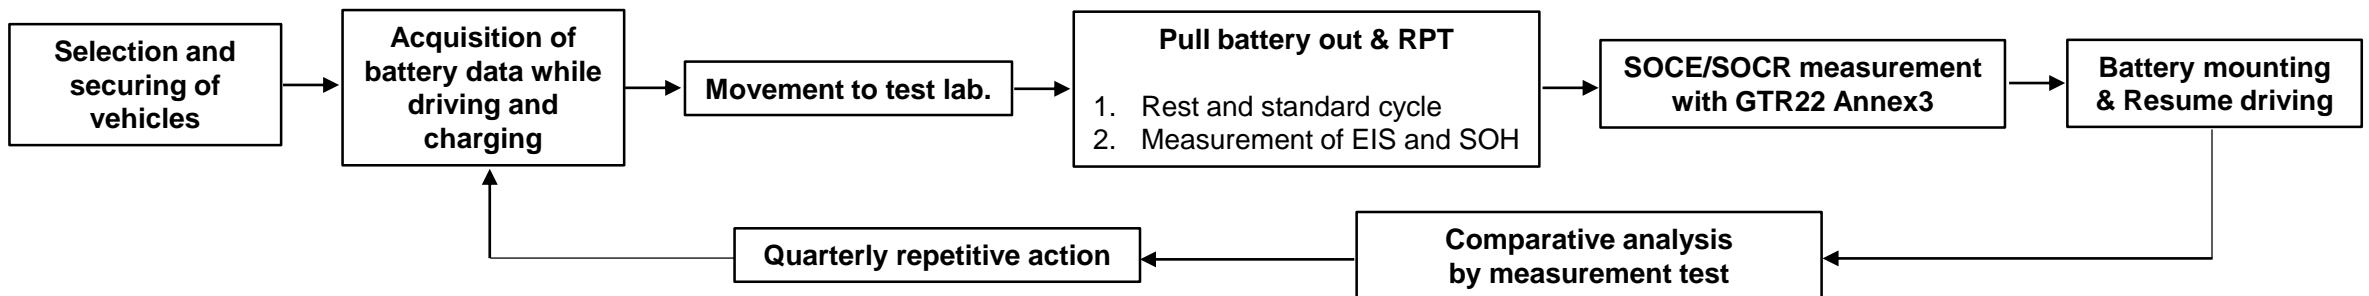 Selection and
securing of
vehicles
Acquisition of
battery data while
driving and
charging
Movement to test lab.
Pull battery out & RPT
1. Rest and standard cycle
2. Measurement of EIS and SOH
SOCE/SOCR measurement
with GTR22 Annex3
Battery mounting
& Resume driving
Comparative analysis
by measurement test
Quarterly repetitive action